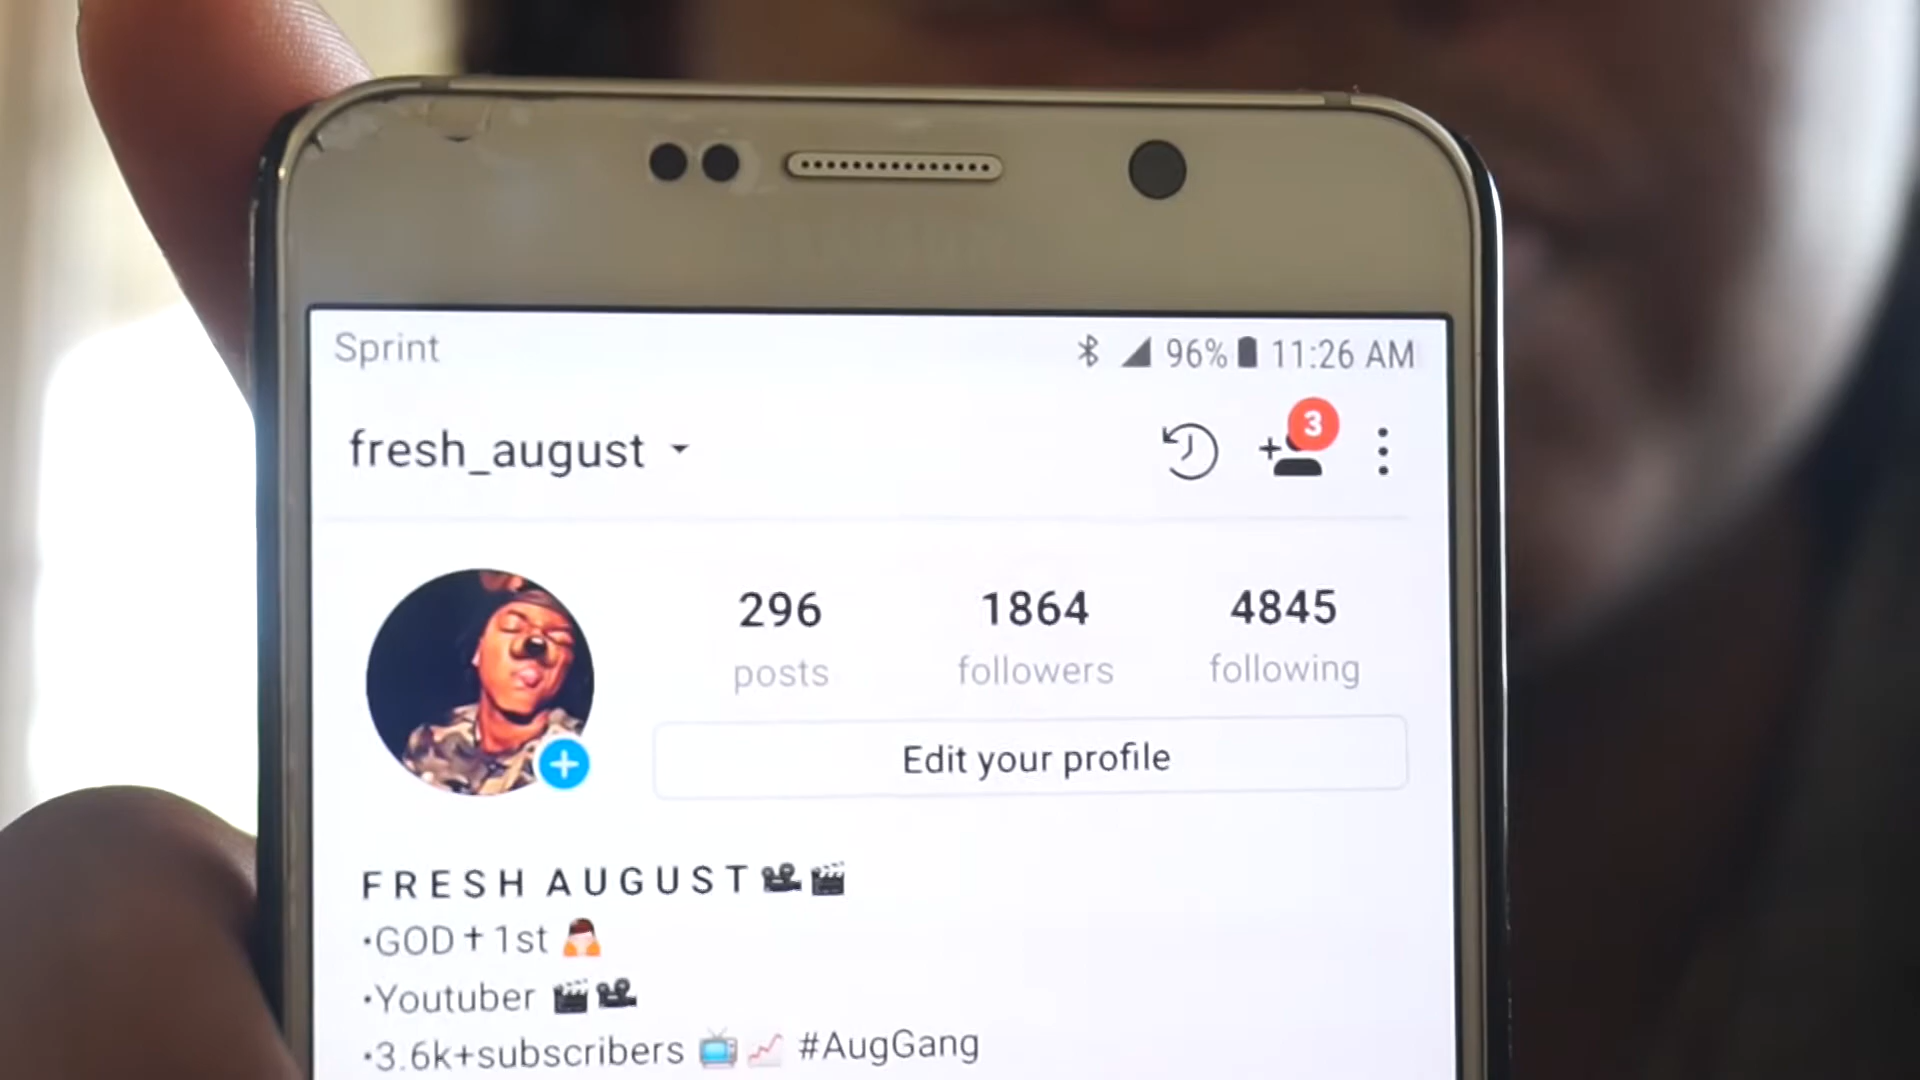 Sprint 96% 11:26 AM
fresh_august 3
296 1864 4845
posts followers following
Edit your profile
FRESH AUGUST
•GOD✝1st
•Youtuber
•3.6k+subscribers #AugGang